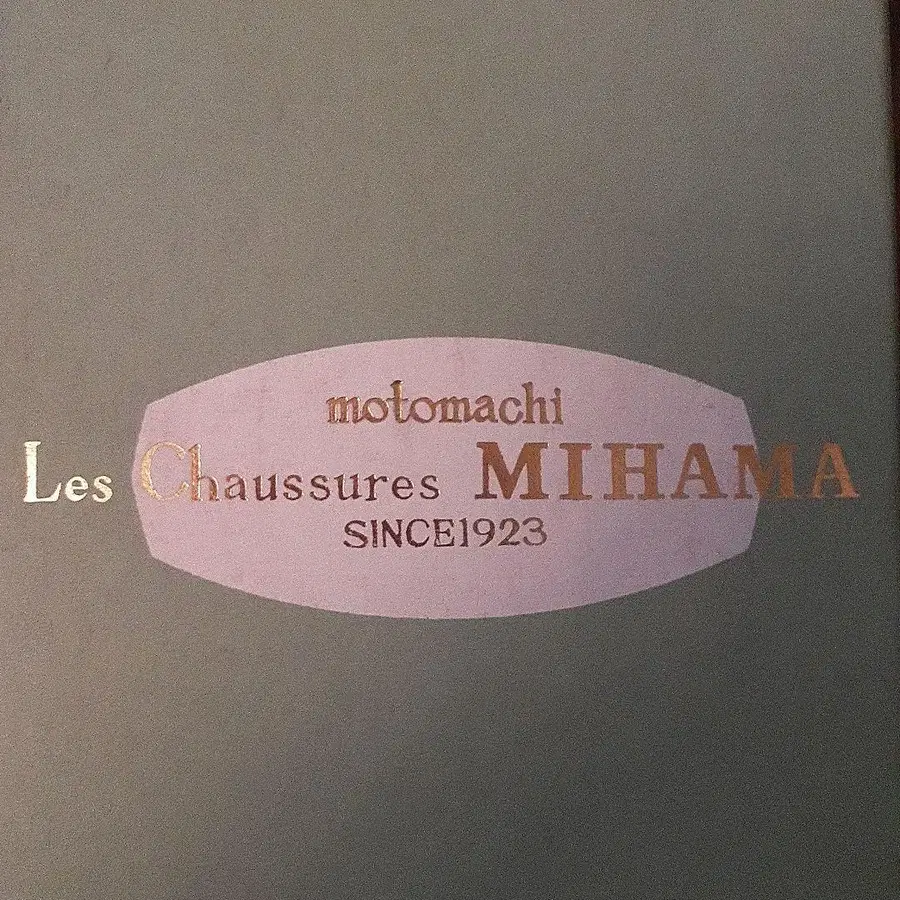 motomachi
Les Chaussures MIHAMA
SINCE1923